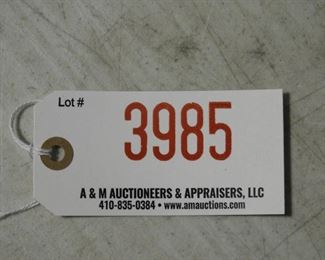 Lot #
3985
A & M AUCTIONEERS & APPRAISERS, LLC
410-835-0384 • www.amauctions.com